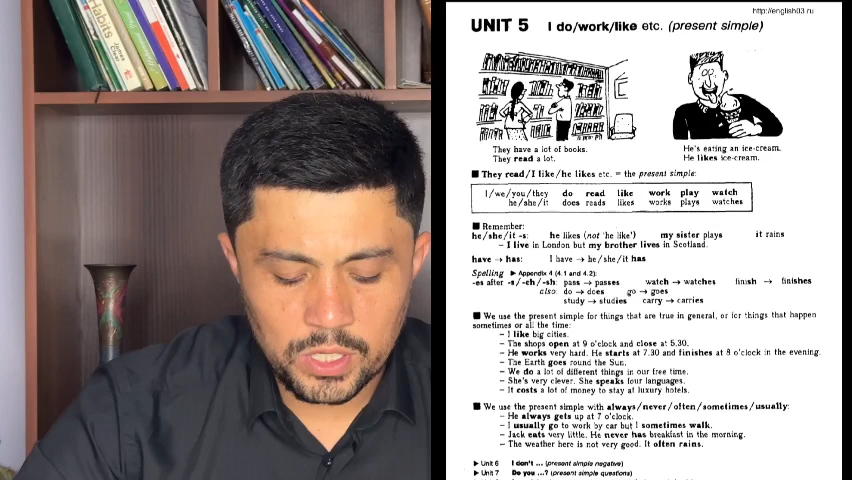 Habits
James
Clear
http://english03.ru
UNIT 5 I do/work/like etc. (present simple)
They have a lot of books.
They read a lot.
He's eating an ice-cream.
He likes ice-cream.
■ They read/I like/he likes etc. = the present simple:
I/we/you/they do read like work play watch
he/she/it does reads likes works plays watches
■ Remember:
he/she/it -s: he likes (not 'he like') my sister plays it rains
– I live in London but my brother lives in Scotland.
have → has: I have → he/she/it has
Spelling ▶ Appendix 4 (4.1 and 4.2):
-es after -s/-ch/-sh: pass → passes watch → watches finish → finishes
also: do → does go → goes
study → studies carry → carries
■ We use the present simple for things that are true in general, or for things that happen
sometimes or all the time:
– I like big cities.
– The shops open at 9 o'clock and close at 5.30.
– He works very hard. He starts at 7.30 and finishes at 8 o'clock in the evening.
– The Earth goes round the Sun.
– We do a lot of different things in our free time.
– She's very clever. She speaks four languages.
– It costs a lot of money to stay at luxury hotels.
■ We use the present simple with always/never/often/sometimes/usually:
– He always gets up at 7 o'clock.
– I usually go to work by car but I sometimes walk.
– Jack eats very little. He never has breakfast in the morning.
– The weather here is not very good. It often rains.
▶ Unit 6 I don't ... (present simple negative)
▶ Unit 7 Do you ...? (present simple questions)